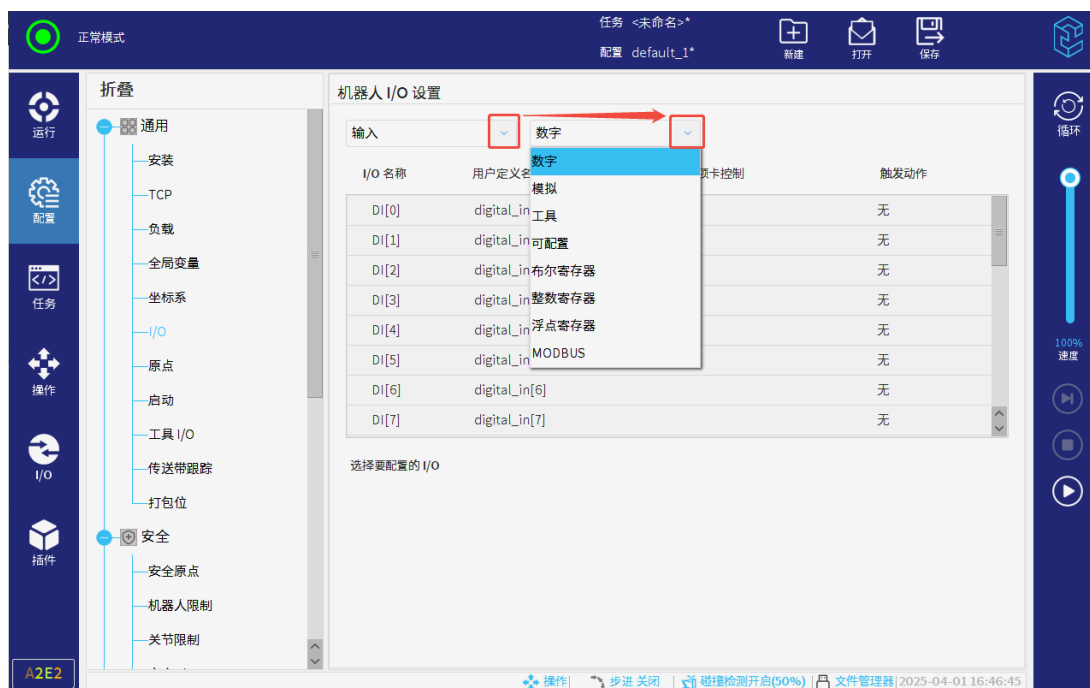 正常模式
任务 <未命名>*
配置 default_1*
新建
打开
保存
运行
配置
任务
操作
I/O
插件
A2E2
折叠
通用
安装
TCP
负载
全局变量
坐标系
I/O
原点
启动
工具 I/O
传送带跟踪
打包位
安全
安全原点
机器人限制
关节限制
机器人 I/O 设置
输入
数字
数字
模拟
工具
可配置
布尔寄存器
整数寄存器
浮点寄存器
MODBUS
I/O 名称 用户定义名 卡控制 触发动作
DI[0] digital_in 无
DI[1] digital_in 无
DI[2] digital_in 无
DI[3] digital_in 无
DI[4] digital_in 无
DI[5] digital_in 无
DI[6] digital_in[6] 无
DI[7] digital_in[7] 无
选择要配置的 I/O
循环
100%
速度
操作| 步进 关闭 | 碰撞检测开启(50%) | 文件管理器|2025-04-01 16:46:45